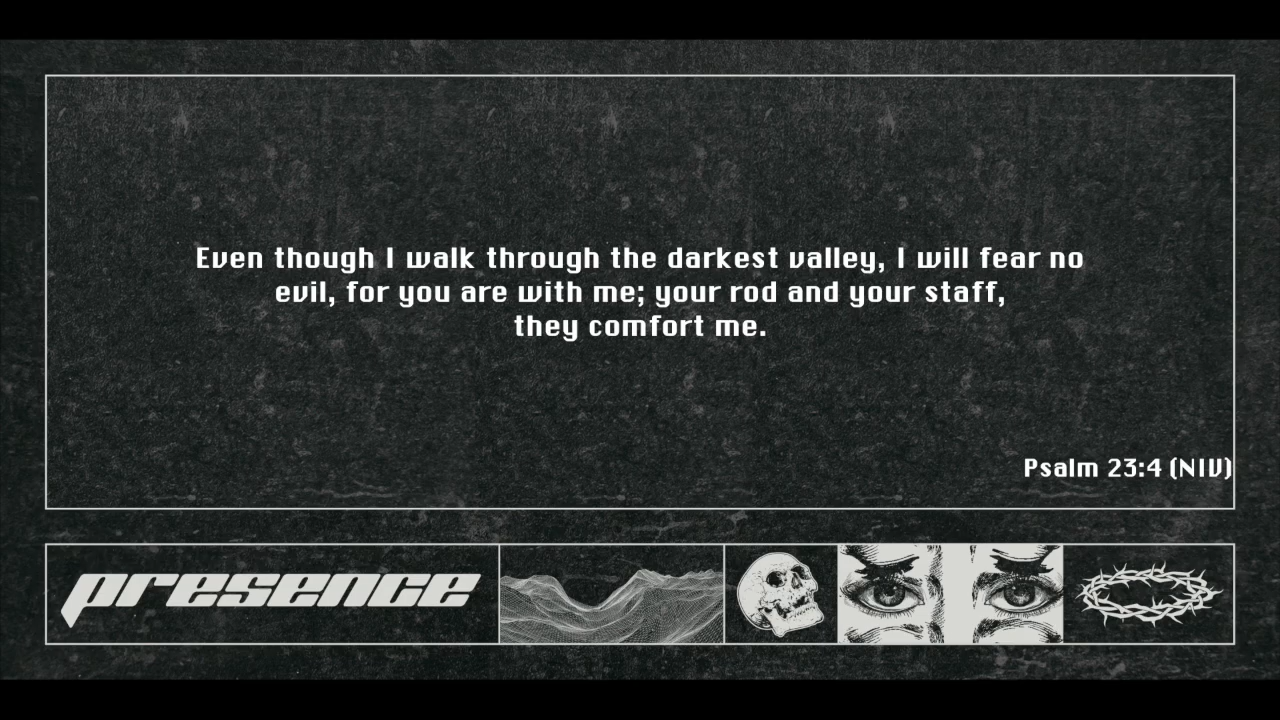 Even though I walk through the darkest valley, I will fear no
evil, for you are with me; your rod and your staff,
they comfort me.
Psalm 23:4 (NIV)
presence